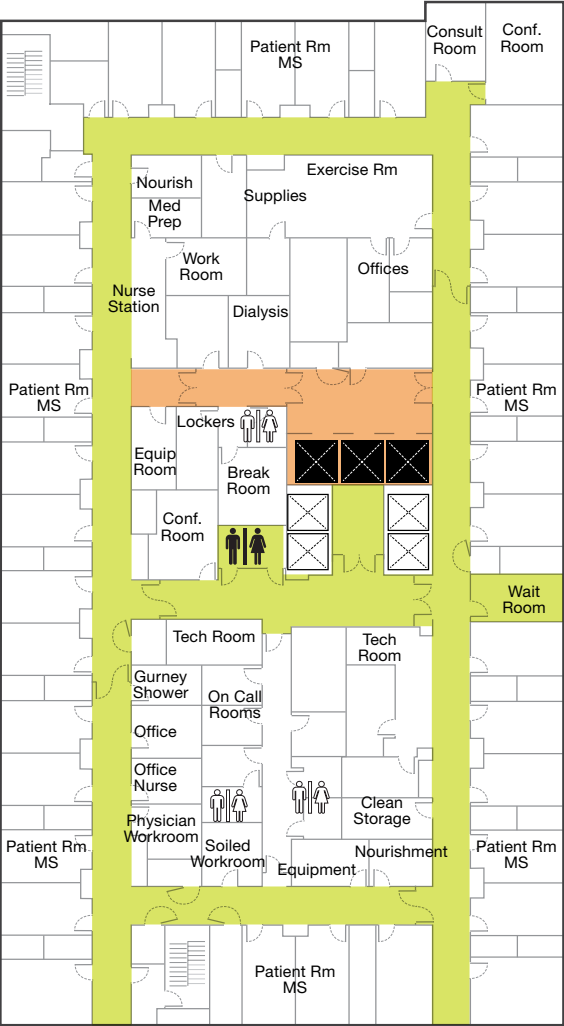 Consult
Room
Conf.
Room
Patient Rm
MS
Exercise Rm
Nourish
Supplies
Med
Prep
Work
Room
Offices
Nurse
Station
Dialysis
Patient Rm
MS
Patient Rm
MS
Lockers
Equip
Room
Break
Room
Conf.
Room
Wait
Room
Tech Room
Tech
Room
Gurney
Shower
On Call
Rooms
Office
Office
Nurse
Clean
Storage
Physician
Workroom
Patient Rm
MS
Soiled
Workroom
Nourishment
Patient Rm
MS
Equipment
Patient Rm
MS